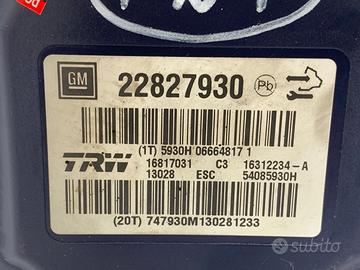 GM 22827930 Pb
(1T) 5930H 06664817 1
TRW 16817031 C3 16312234-A
13028 ESC 54085930H
(20T) 747930M130281233
subito